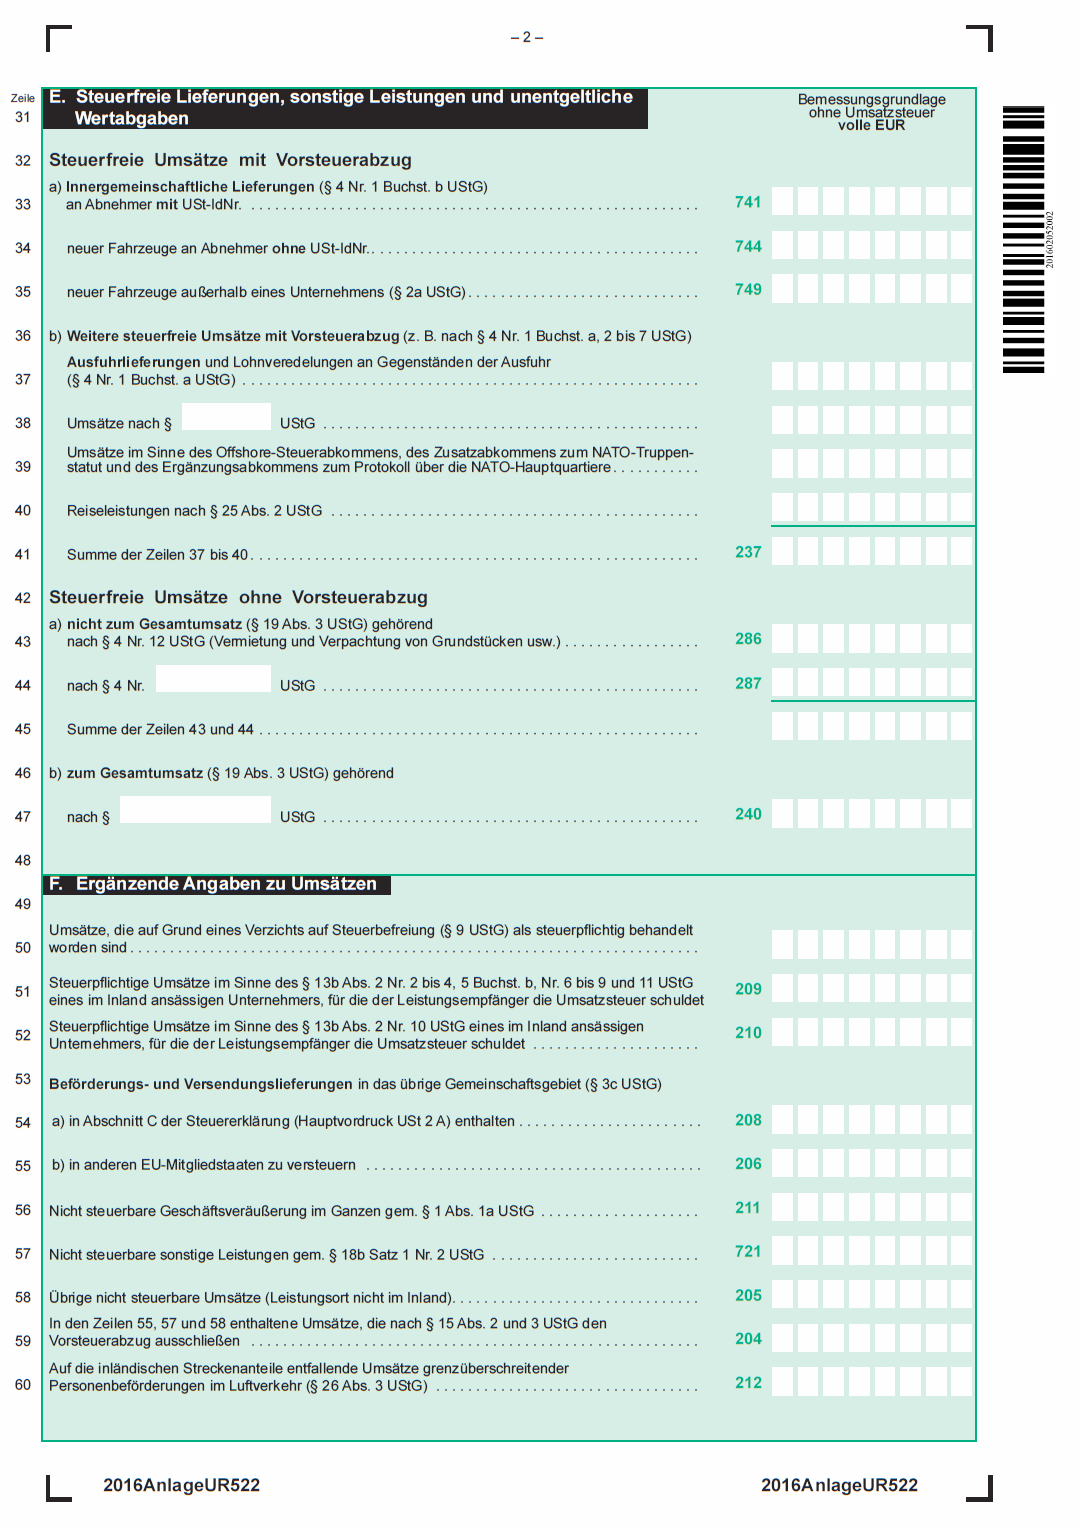 – 2 –
Zeile
E. Steuerfreie Lieferungen, sonstige Leistungen und unentgeltliche
Bemessungsgrundlage
ohne Umsatzsteuer
volle EUR
31 Wertabgaben
32 Steuerfreie Umsätze mit Vorsteuerabzug
a) Innergemeinschaftliche Lieferungen (§ 4 Nr. 1 Buchst. b UStG)
33 an Abnehmer mit USt-IdNr. 741
34 neuer Fahrzeuge an Abnehmer ohne USt-IdNr. 744
35 neuer Fahrzeuge außerhalb eines Unternehmens (§ 2a UStG) 749
36 b) Weitere steuerfreie Umsätze mit Vorsteuerabzug (z. B. nach § 4 Nr. 1 Buchst. a, 2 bis 7 UStG)
Ausfuhrlieferungen und Lohnveredelungen an Gegenständen der Ausfuhr
37 (§ 4 Nr. 1 Buchst. a UStG)
38 Umsätze nach § UStG
Umsätze im Sinne des Offshore-Steuerabkommens, des Zusatzabkommens zum NATO-Truppen-
39 statut und des Ergänzungsabkommens zum Protokoll über die NATO-Hauptquartiere
40 Reiseleistungen nach § 25 Abs. 2 UStG
41 Summe der Zeilen 37 bis 40 237
42 Steuerfreie Umsätze ohne Vorsteuerabzug
a) nicht zum Gesamtumsatz (§ 19 Abs. 3 UStG) gehörend
43 nach § 4 Nr. 12 UStG (Vermietung und Verpachtung von Grundstücken usw.) 286
44 nach § 4 Nr. UStG 287
45 Summe der Zeilen 43 und 44
46 b) zum Gesamtumsatz (§ 19 Abs. 3 UStG) gehörend
47 nach § UStG 240
48
F. Ergänzende Angaben zu Umsätzen
49
Umsätze, die auf Grund eines Verzichts auf Steuerbefreiung (§ 9 UStG) als steuerpflichtig behandelt
50 worden sind
Steuerpflichtige Umsätze im Sinne des § 13b Abs. 2 Nr. 2 bis 4, 5 Buchst. b, Nr. 6 bis 9 und 11 UStG
51 eines im Inland ansässigen Unternehmers, für die der Leistungsempfänger die Umsatzsteuer schuldet 209
Steuerpflichtige Umsätze im Sinne des § 13b Abs. 2 Nr. 10 UStG eines im Inland ansässigen
52 Unternehmers, für die der Leistungsempfänger die Umsatzsteuer schuldet 210
53 Beförderungs- und Versendungslieferungen in das übrige Gemeinschaftsgebiet (§ 3c UStG)
54 a) in Abschnitt C der Steuererklärung (Hauptvordruck USt 2 A) enthalten 208
55 b) in anderen EU-Mitgliedstaaten zu versteuern 206
56 Nicht steuerbare Geschäftsveräußerung im Ganzen gem. § 1 Abs. 1a UStG 211
57 Nicht steuerbare sonstige Leistungen gem. § 18b Satz 1 Nr. 2 UStG 721
58 Übrige nicht steuerbare Umsätze (Leistungsort nicht im Inland) 205
In den Zeilen 55, 57 und 58 enthaltene Umsätze, die nach § 15 Abs. 2 und 3 UStG den
59 Vorsteuerabzug ausschließen 204
Auf die inländischen Streckenanteile entfallende Umsätze grenzüberschreitender
60 Personenbeförderungen im Luftverkehr (§ 26 Abs. 3 UStG) 212
2016AnlageUR522 2016AnlageUR522
201602052002